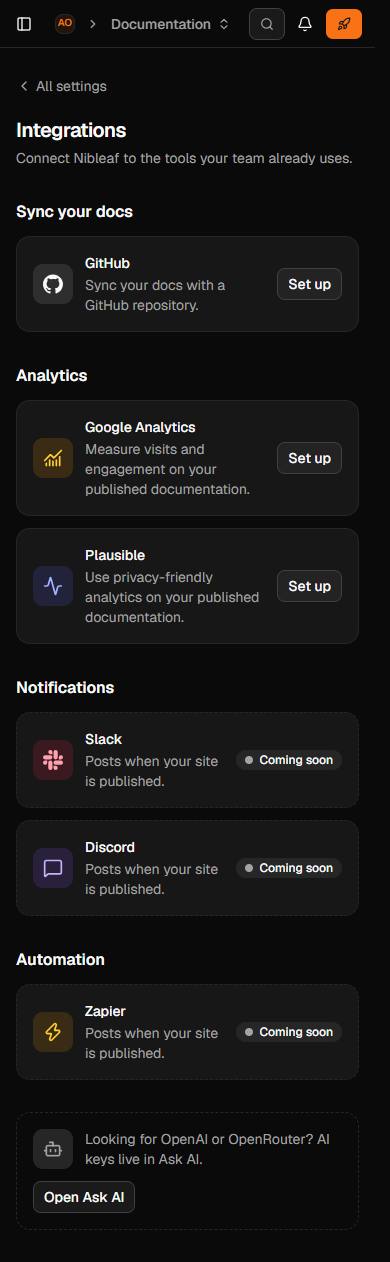 AO
Documentation
All settings
Integrations
Connect Nibleaf to the tools your team already uses.
Sync your docs
GitHub
Sync your docs with a
GitHub repository.
Set up
Analytics
Google Analytics
Measure visits and
engagement on your
published documentation.
Set up
Plausible
Use privacy-friendly
analytics on your published
documentation.
Set up
Notifications
Slack
Posts when your site
is published.
Coming soon
Discord
Posts when your site
is published.
Coming soon
Automation
Zapier
Posts when your site
is published.
Coming soon
Looking for OpenAI or OpenRouter? AI
keys live in Ask AI.
Open Ask AI